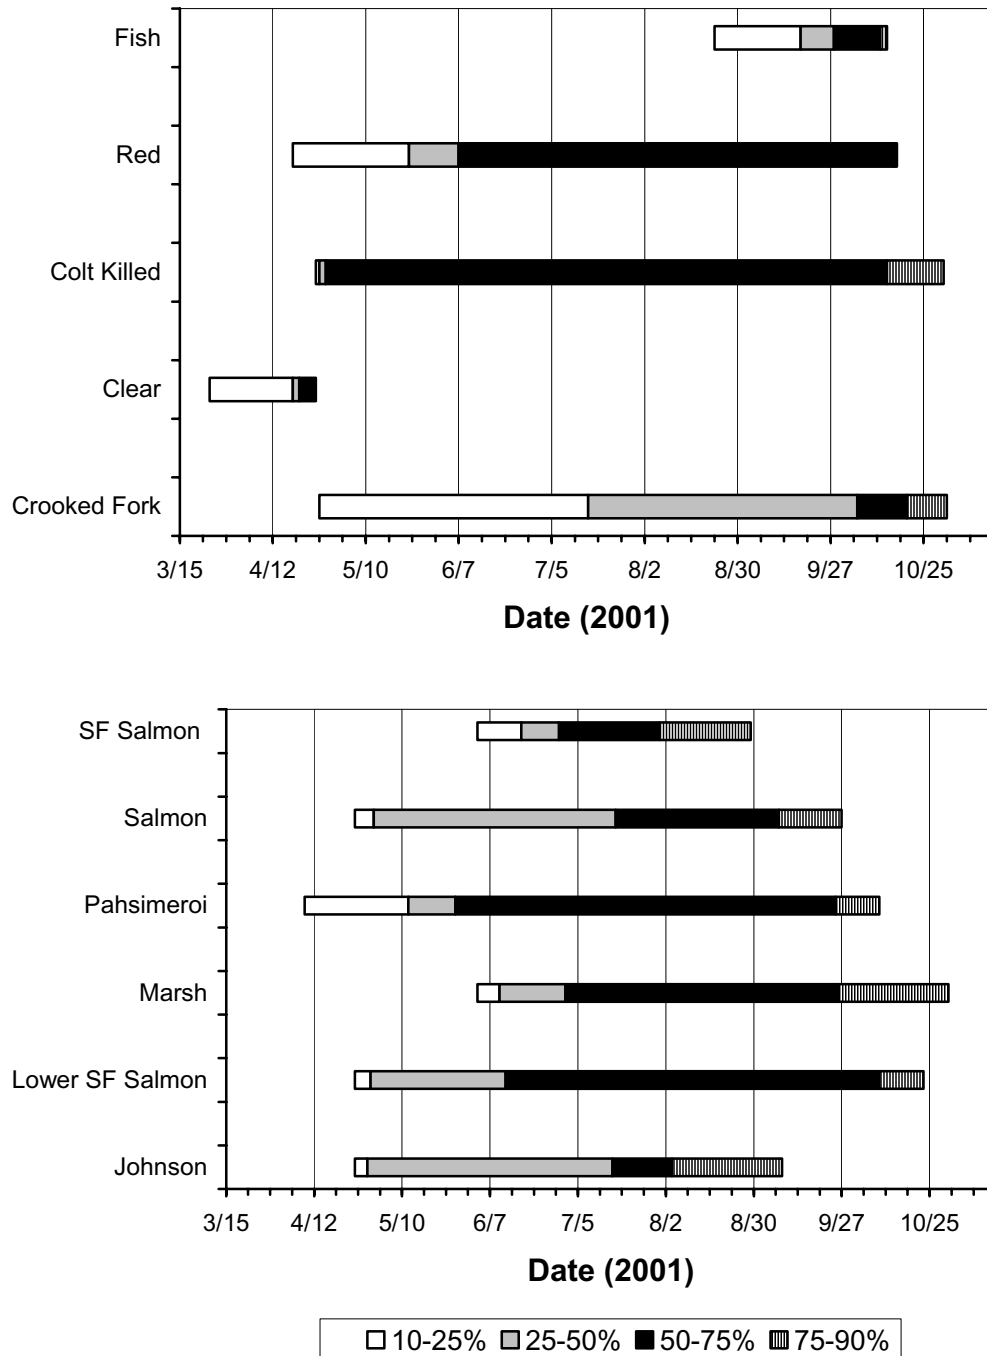 Fish
Red
Colt Killed
Clear
Crooked Fork
3/15 4/12 5/10 6/7 7/5 8/2 8/30 9/27 10/25
Date (2001)
SF Salmon
Salmon
Pahsimeroi
Marsh
Lower SF Salmon
Johnson
3/15 4/12 5/10 6/7 7/5 8/2 8/30 9/27 10/25
Date (2001)
10-25% 25-50% 50-75% 75-90%